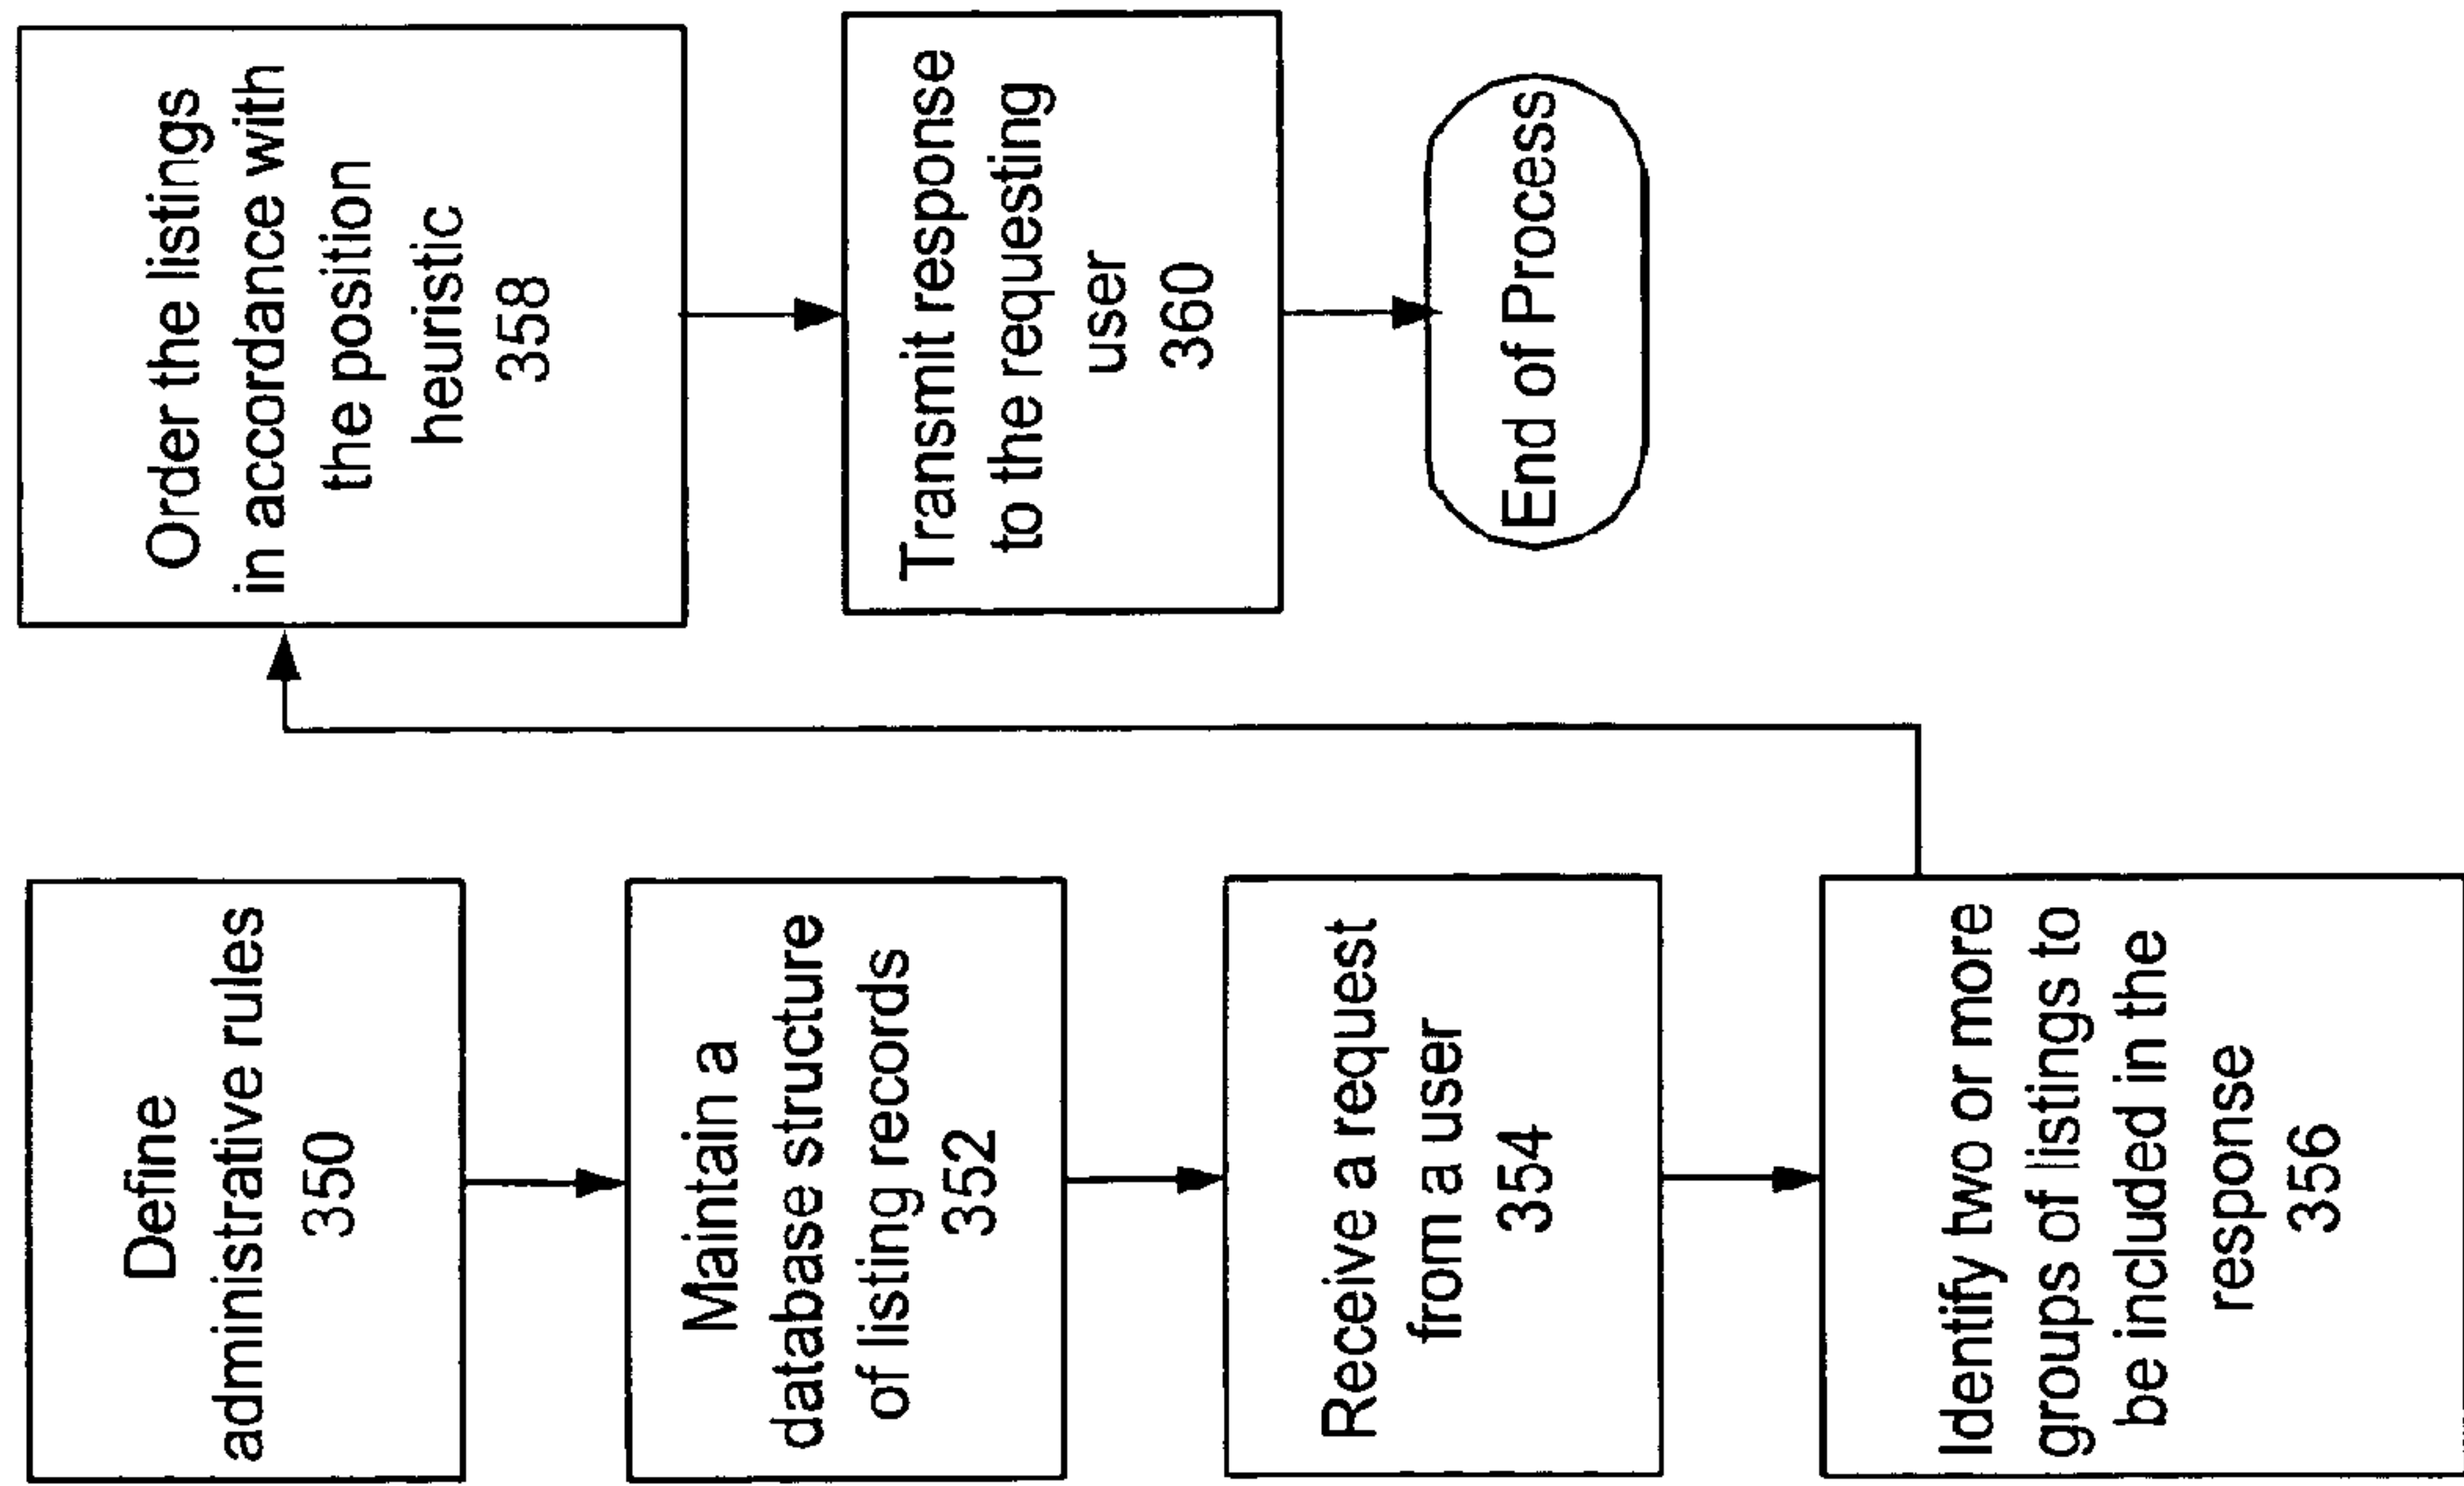 Define
administrative rules
350
Maintain a
database structure
of listing records
352
Receive a request
from a user
354
Identify two or more
groups of listings to
be included in the
response
356
Order the listings
in accordance with
the position
heuristic
358
Transmit response
to the requesting
user
360
End of Process